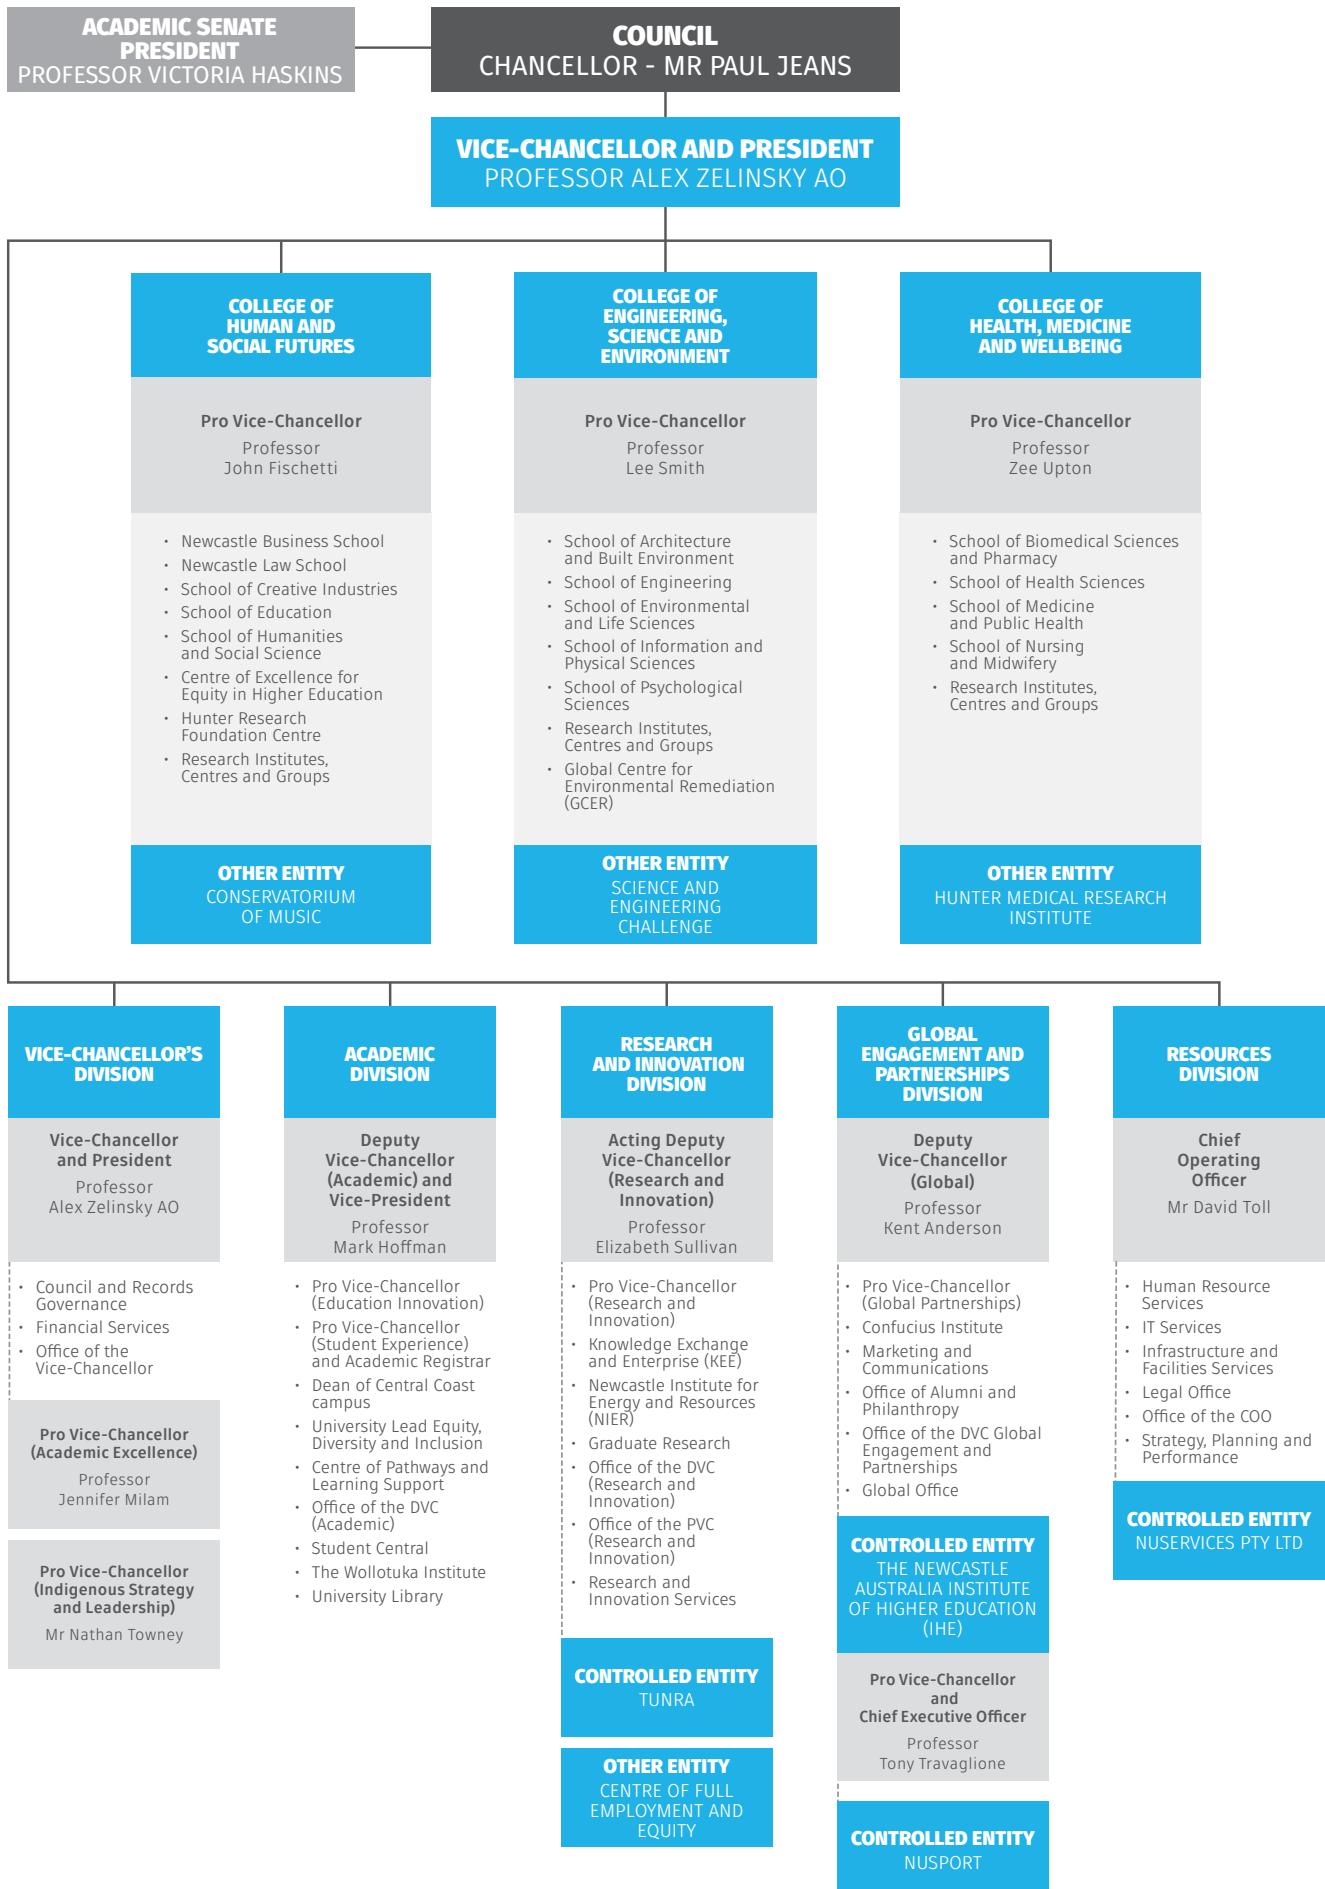 ACADEMIC SENATE
PRESIDENT
PROFESSOR VICTORIA HASKINS
COUNCIL
CHANCELLOR - MR PAUL JEANS
VICE-CHANCELLOR AND PRESIDENT
PROFESSOR ALEX ZELINSKY AO
COLLEGE OF
HUMAN AND
SOCIAL FUTURES
Pro Vice-Chancellor
Professor
John Fischetti
• Newcastle Business School
• Newcastle Law School
• School of Creative Industries
• School of Education
• School of Humanities
and Social Science
• Centre of Excellence for
Equity in Higher Education
• Hunter Research
Foundation Centre
• Research Institutes,
Centres and Groups
OTHER ENTITY
CONSERVATORIUM
OF MUSIC
COLLEGE OF
ENGINEERING,
SCIENCE AND
ENVIRONMENT
Pro Vice-Chancellor
Professor
Lee Smith
• School of Architecture
and Built Environment
• School of Engineering
• School of Environmental
and Life Sciences
• School of Information and
Physical Sciences
• School of Psychological
Sciences
• Research Institutes,
Centres and Groups
• Global Centre for
Environmental Remediation
(GCER)
OTHER ENTITY
SCIENCE AND
ENGINEERING
CHALLENGE
COLLEGE OF
HEALTH, MEDICINE
AND WELLBEING
Pro Vice-Chancellor
Professor
Zee Upton
• School of Biomedical Sciences
and Pharmacy
• School of Health Sciences
• School of Medicine
and Public Health
• School of Nursing
and Midwifery
• Research Institutes,
Centres and Groups
OTHER ENTITY
HUNTER MEDICAL RESEARCH
INSTITUTE
VICE-CHANCELLOR’S
DIVISION
Vice-Chancellor
and President
Professor
Alex Zelinsky AO
• Council and Records
Governance
• Financial Services
• Office of the
Vice-Chancellor
Pro Vice-Chancellor
(Academic Excellence)
Professor
Jennifer Milam
Pro Vice-Chancellor
(Indigenous Strategy
and Leadership)
Mr Nathan Towney
ACADEMIC
DIVISION
Deputy
Vice-Chancellor
(Academic) and
Vice-President
Professor
Mark Hoffman
• Pro Vice-Chancellor
(Education Innovation)
• Pro Vice-Chancellor
(Student Experience)
and Academic Registrar
• Dean of Central Coast
campus
• University Lead Equity,
Diversity and Inclusion
• Centre of Pathways and
Learning Support
• Office of the DVC
(Academic)
• Student Central
• The Wollotuka Institute
• University Library
RESEARCH
AND INNOVATION
DIVISION
Acting Deputy
Vice-Chancellor
(Research and
Innovation)
Professor
Elizabeth Sullivan
• Pro Vice-Chancellor
(Research and
Innovation)
• Knowledge Exchange
and Enterprise (KEE)
• Newcastle Institute for
Energy and Resources
(NIER)
• Graduate Research
• Office of the DVC
(Research and
Innovation)
• Office of the PVC
(Research and
Innovation)
• Research and
Innovation Services
CONTROLLED ENTITY
TUNRA
OTHER ENTITY
CENTRE OF FULL
EMPLOYMENT AND
EQUITY
GLOBAL
ENGAGEMENT AND
PARTNERSHIPS
DIVISION
Deputy
Vice-Chancellor
(Global)
Professor
Kent Anderson
• Pro Vice-Chancellor
(Global Partnerships)
• Confucius Institute
• Marketing and
Communications
• Office of Alumni and
Philanthropy
• Office of the DVC Global
Engagement and
Partnerships
• Global Office
CONTROLLED ENTITY
THE NEWCASTLE
AUSTRALIA INSTITUTE
OF HIGHER EDUCATION
(IHE)
Pro Vice-Chancellor
and
Chief Executive Officer
Professor
Tony Travaglione
CONTROLLED ENTITY
NUSPORT
RESOURCES
DIVISION
Chief
Operating
Officer
Mr David Toll
• Human Resource
Services
• IT Services
• Infrastructure and
Facilities Services
• Legal Office
• Office of the COO
• Strategy, Planning and
Performance
CONTROLLED ENTITY
NUSERVICES PTY LTD